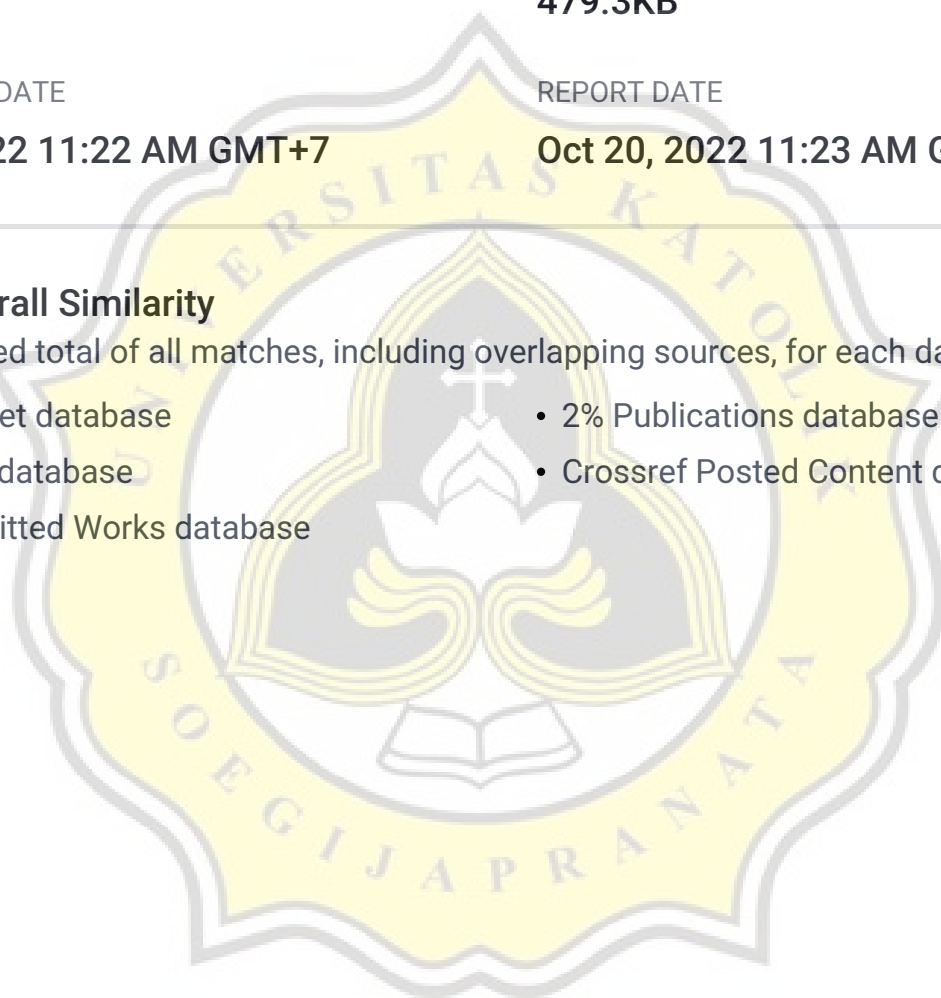 479.3KB
DATE
REPORT DATE
22 11:22 AM GMT+7
Oct 20, 2022 11:23 AM G
UNIVERSITAS KATOLIK
rall Similarity
ed total of all matches, including overlapping sources, for each da
et database
• 2% Publications database
database
• Crossref Posted Content
itted Works database
SOEGIJAPRANATA